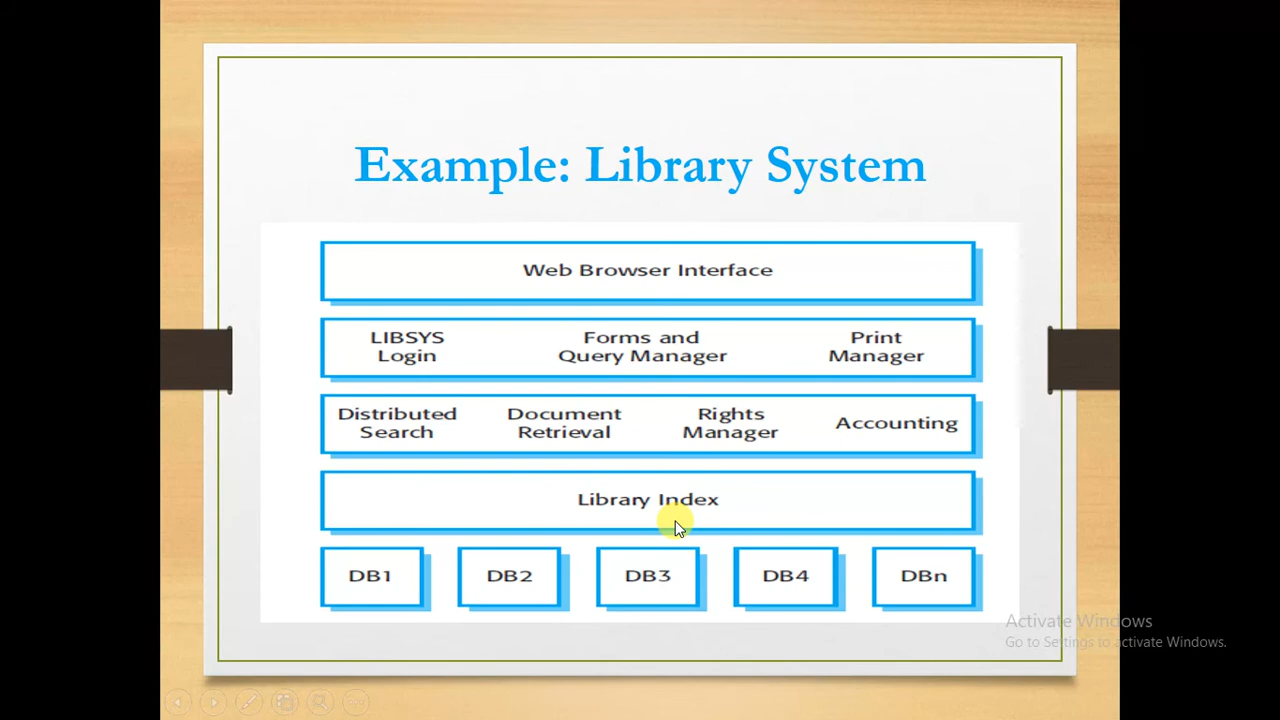 Example: Library System
Web Browser Interface
LIBSYS
Login
Forms and
Query Manager
Print
Manager
Distributed
Search
Document
Retrieval
Rights
Manager
Accounting
Library Index
DB1
DB2
DB3
DB4
DBn
Activate Windows
Go to Settings to activate Windows.